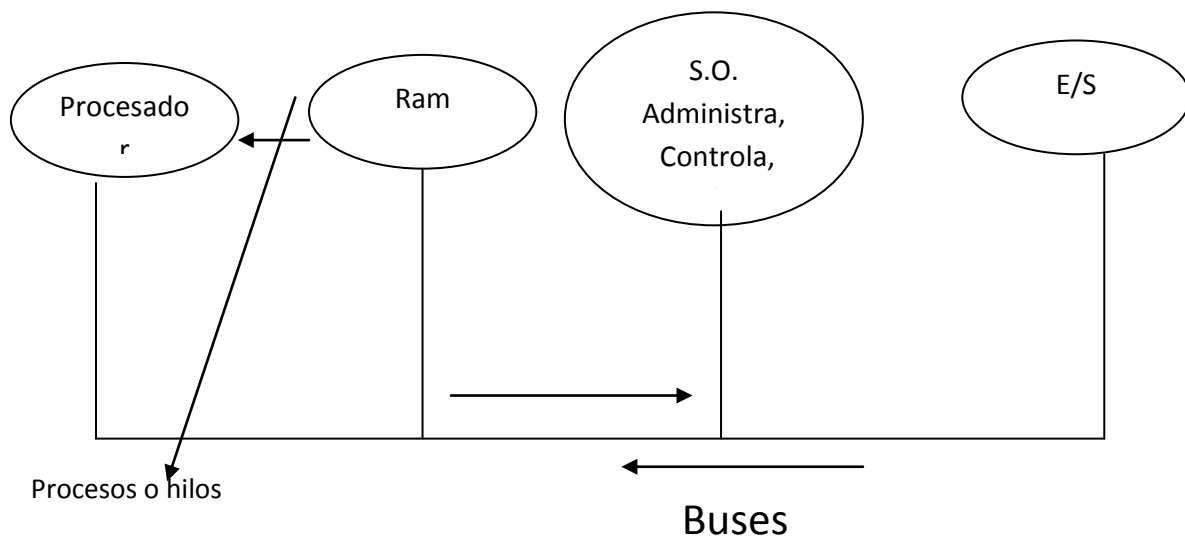 Procesado
r
Ram
S.O.
Administra,
Controla,
E/S
Procesos o hilos
Buses